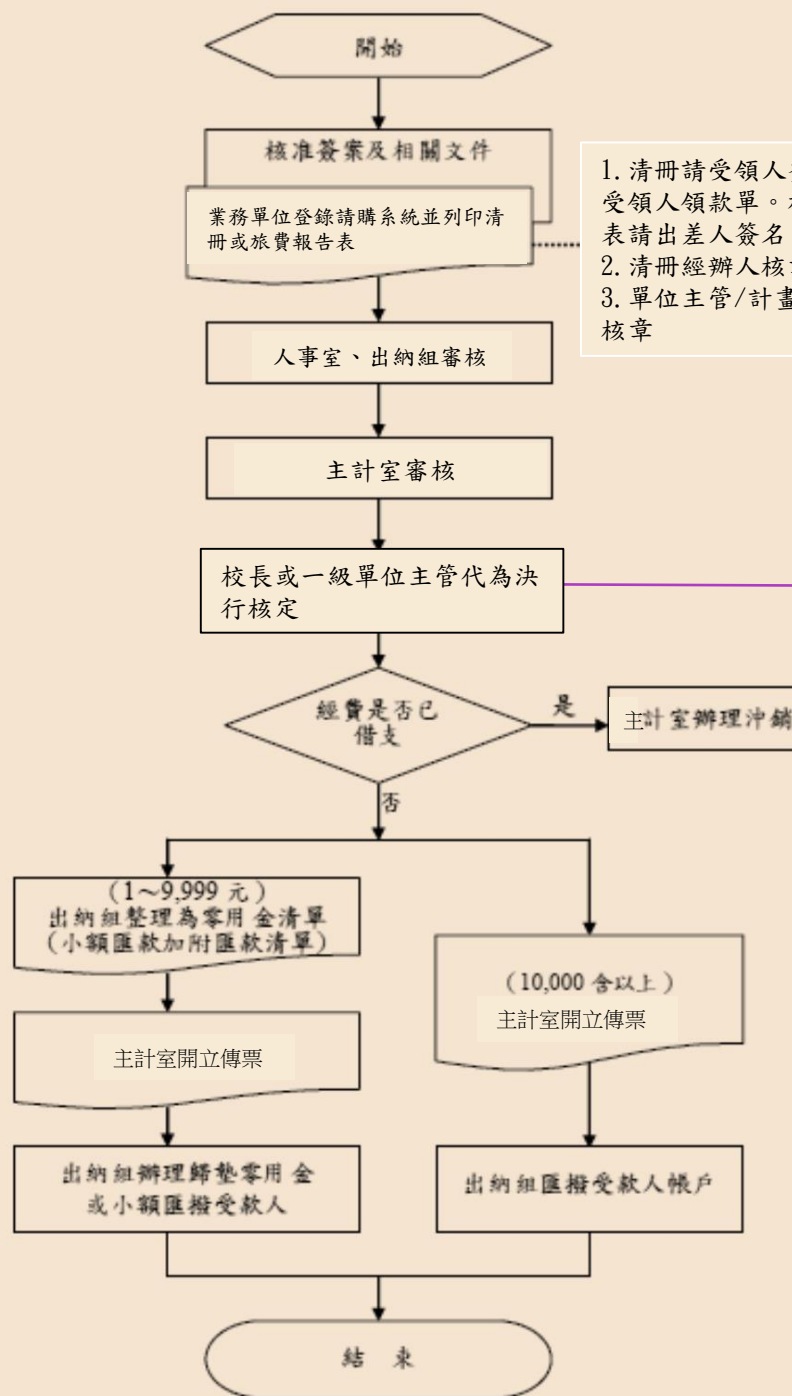 開始
核准簽案及相關文件
業務單位登錄請購系統並列印清
冊或旅費報告表
1. 清冊請受領人
受領人領款單。
表請出差人簽名
2. 清冊經辦人核
3. 單位主管/計畫
核章
人事室、出納組審核
主計室審核
校長或一級單位主管代為決
行核定
經費是否已
借支
是
主計室辦理沖銷
否
(1～9,999 元)
出納組整理為零用金清單
(小額匯款加附匯款清單)
(10,000 含以上)
主計室開立傳票
主計室開立傳票
出納組辦理歸墊零用金
或小額匯撥受款人
出納組匯撥受款人帳戶
結 束